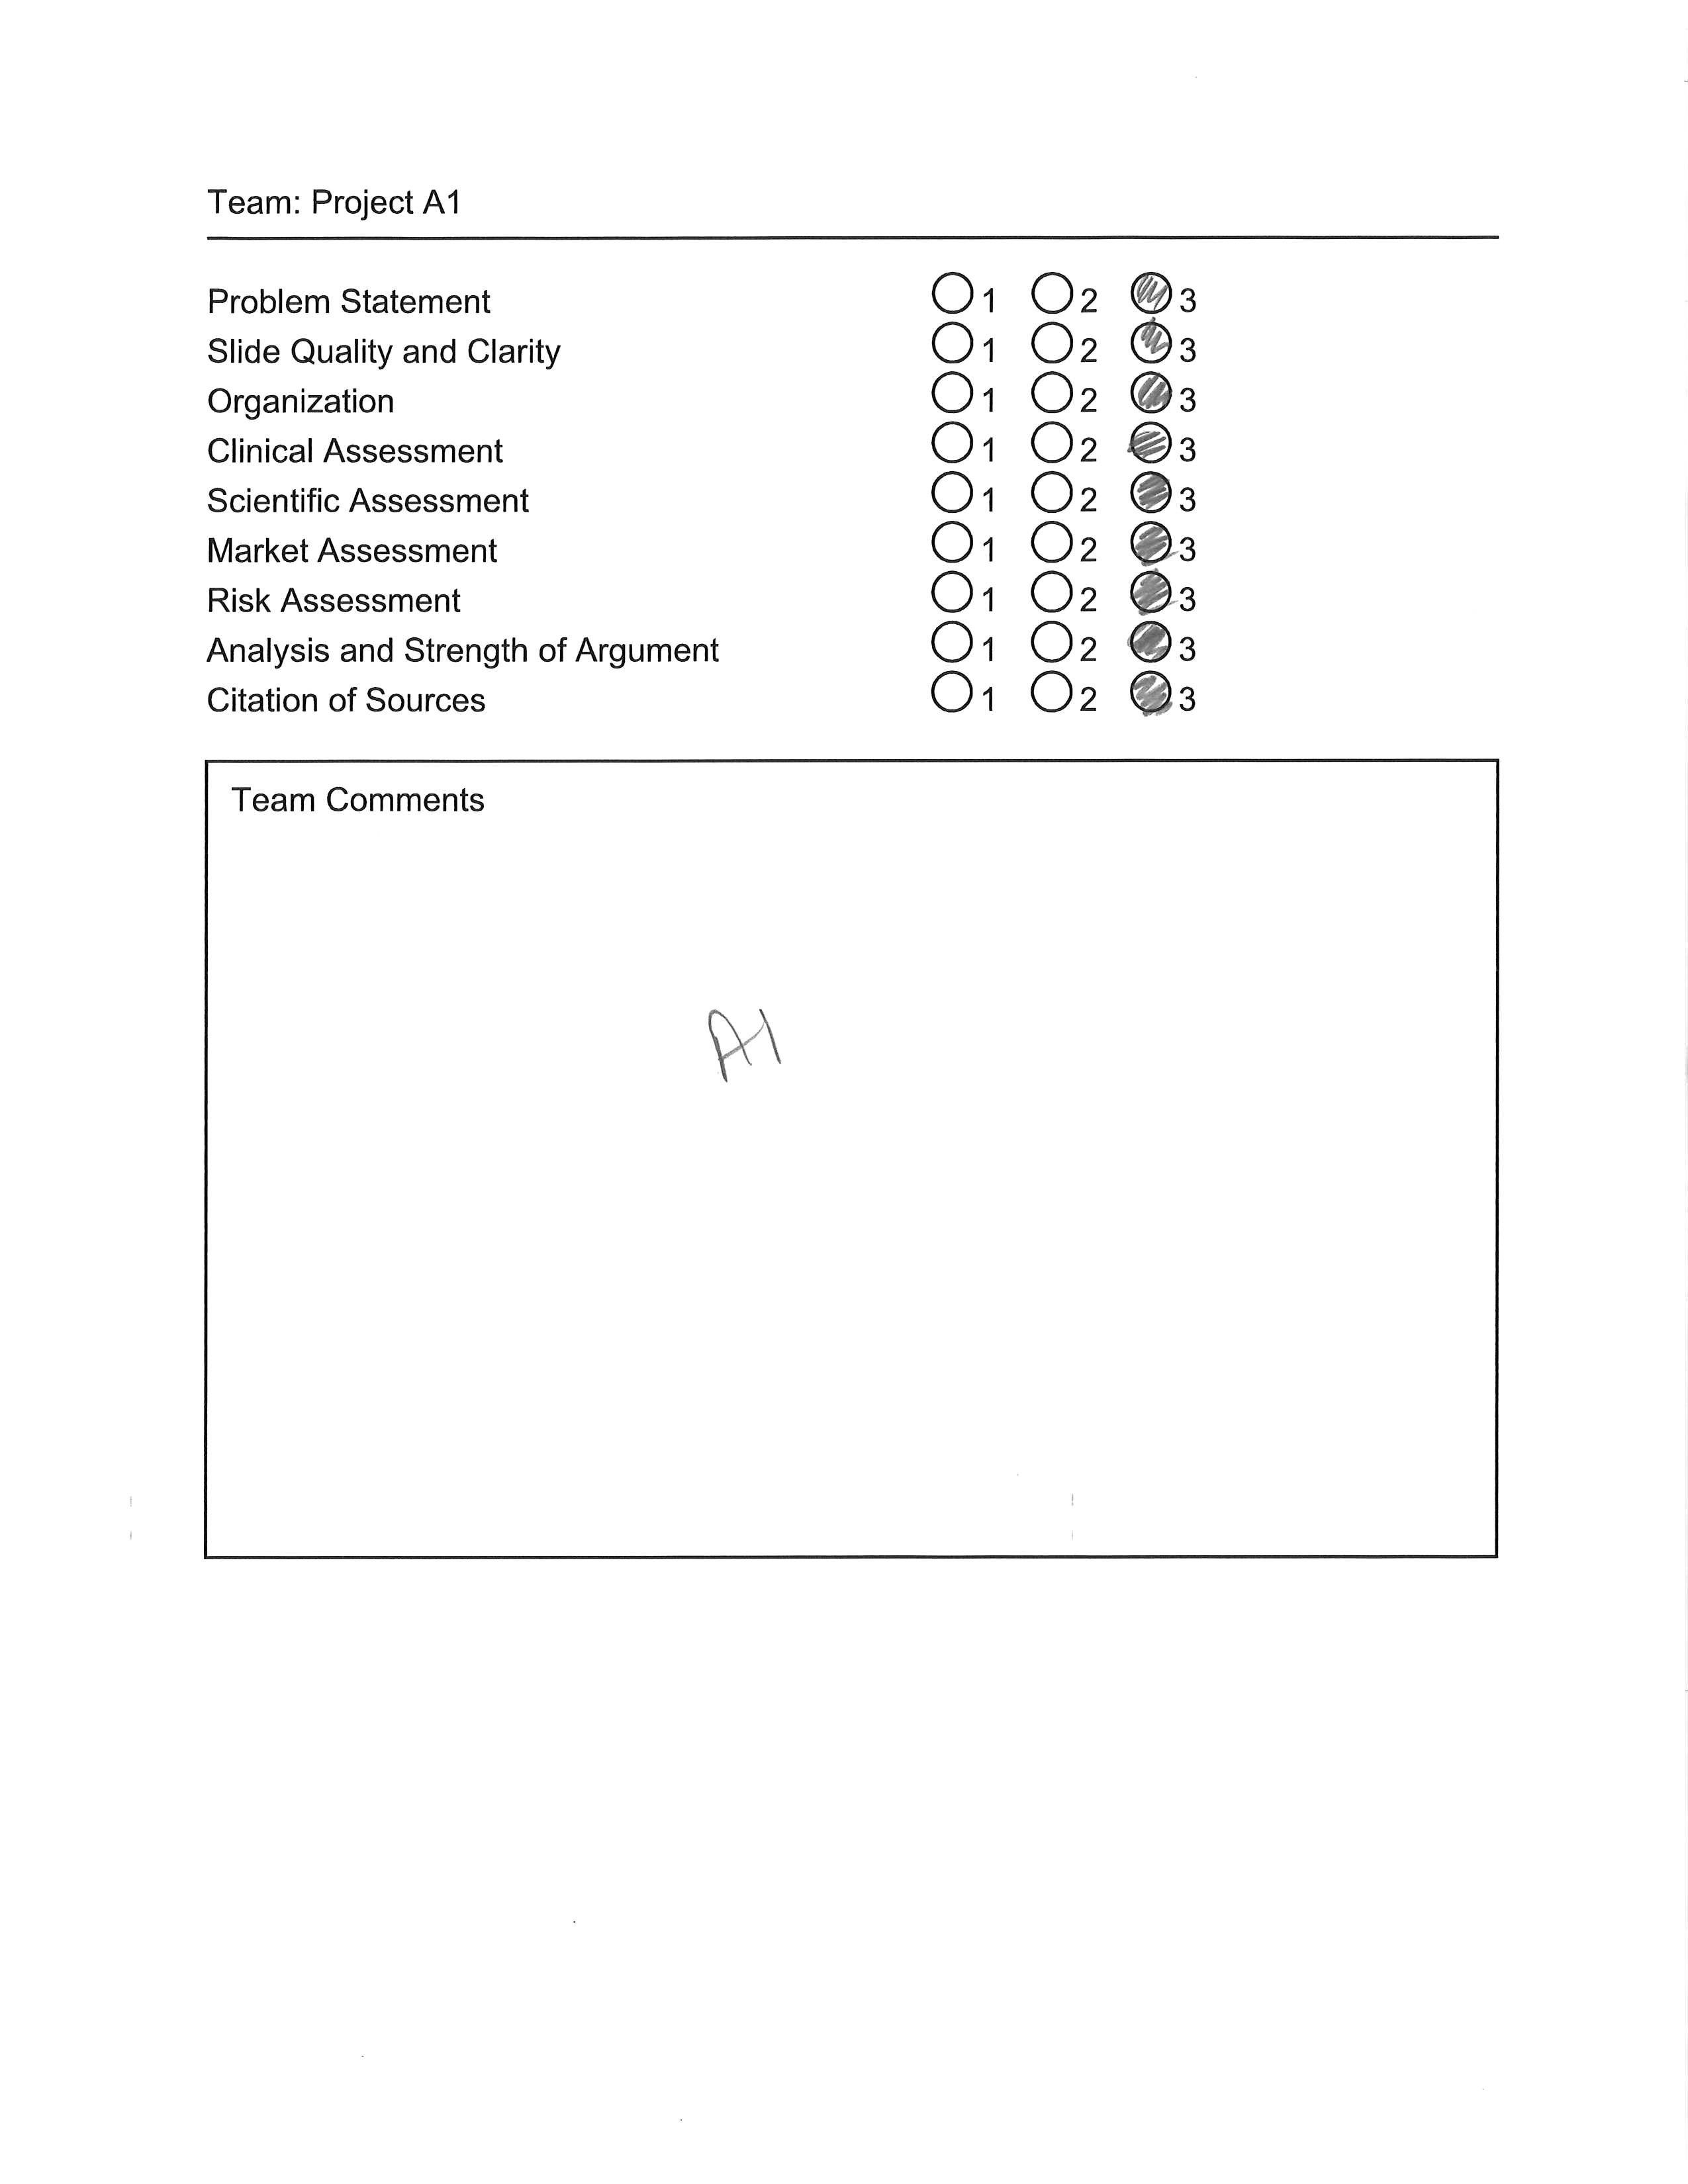 Team: Project A1
Problem Statement 1 2 3
Slide Quality and Clarity 1 2 3
Organization 1 2 3
Clinical Assessment 1 2 3
Scientific Assessment 1 2 3
Market Assessment 1 2 3
Risk Assessment 1 2 3
Analysis and Strength of Argument 1 2 3
Citation of Sources 1 2 3
Team Comments
A1